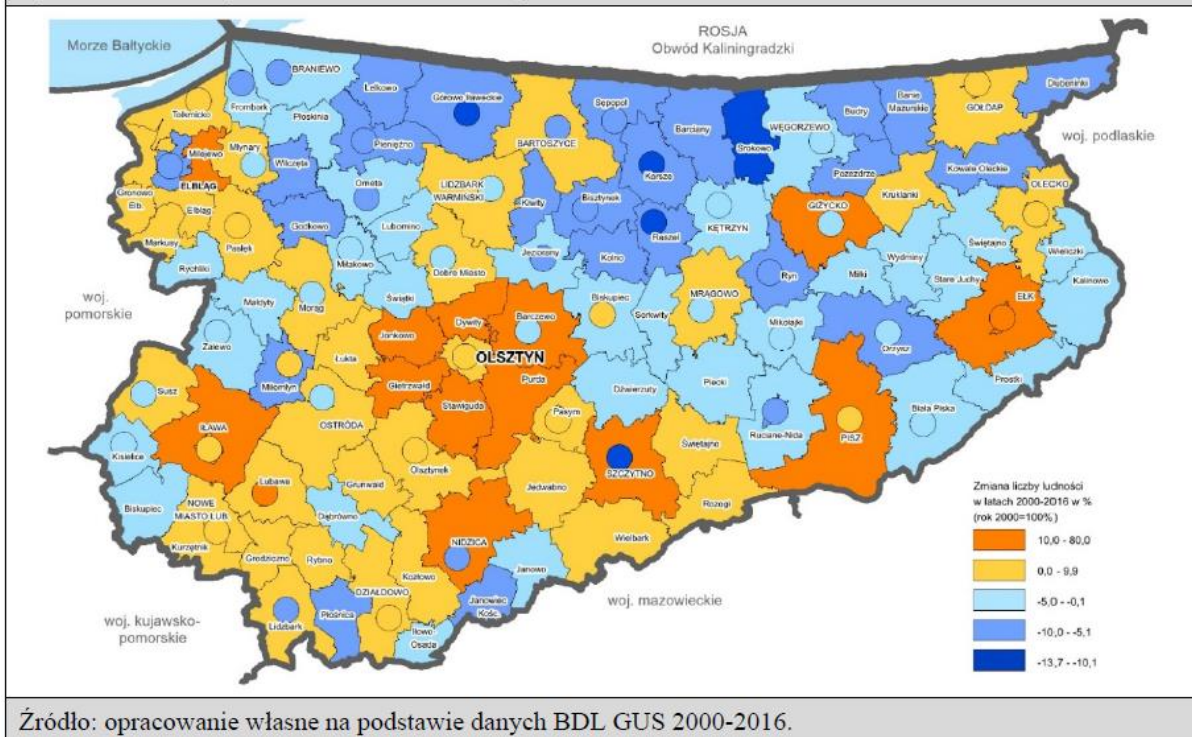 Morze Bałtyckie
ROSJA
Obwód Kaliningradzki
woj. podlaskie
woj.
pomorskie
woj. kujawsko-
pomorskie
woj. mazowieckie
BRANIEWO
Frombork
Lelkowo
Płoskinia
Tolkmicko
Milejewo
Młynary
ELBLĄG
Gronowo
Elb.
Elbląg
Markusy
Pasłęk
Rychliki
Wilczęta
Pieniężno
Godkowo
Orneta
Górowo Iławeckie
BARTOSZYCE
Sępopol
Barciany
Srokowo
WĘGORZEWO
Budry
Banie
Mazurskie
GOŁDAP
Dubeninki
Pozezdrze
Kruklanki
Kowale Oleckie
OLECKO
LIDZBARK
WARMIŃSKI
Kiwity
Bisztynek
Korsze
Reszel
KĘTRZYN
GIŻYCKO
Świętajno
Wieliczki
Lubomino
Miłakowo
Dobre Miasto
Jeziorany
Kolno
Ryn
Miłki
Wydminy
Stare Juchy
EŁK
Kalinowo
Małdyty
Morąg
Świątki
Biskupiec
Sorkwity
MRĄGOWO
Mikołajki
Orzysz
Prostki
Zalewo
Miłomłyn
Łukta
Jonkowo
Dywity
Barczewo
OLSZTYN
Gietrzwałd
Stawiguda
Purda
Dźwierzuty
Piecki
Ruciane-Nida
PISZ
Biała Piska
Susz
IŁAWA
OSTRÓDA
Olsztynek
Pasym
SZCZYTNO
Świętajno
Rozogi
Kisielice
Biskupiec
Lubawa
Grunwald
Dąbrówno
Jedwabno
Wielbark
NOWE
MIASTO LUB.
Kurzętnik
Grodziczno
Rybno
NIDZICA
Kozłowo
Janowo
Janowiec
Kośc.
DZIAŁDOWO
Lidzbark
Płośnica
Iłowo
Osada
Zmiana liczby ludności
w latach 2000-2016 w %
(rok 2000=100%)
10,0 - 80,0
0,0 - 9,9
-5,0 - -0,1
-10,0 - -5,1
-13,7 - -10,1
Źródło: opracowanie własne na podstawie danych BDL GUS 2000-2016.